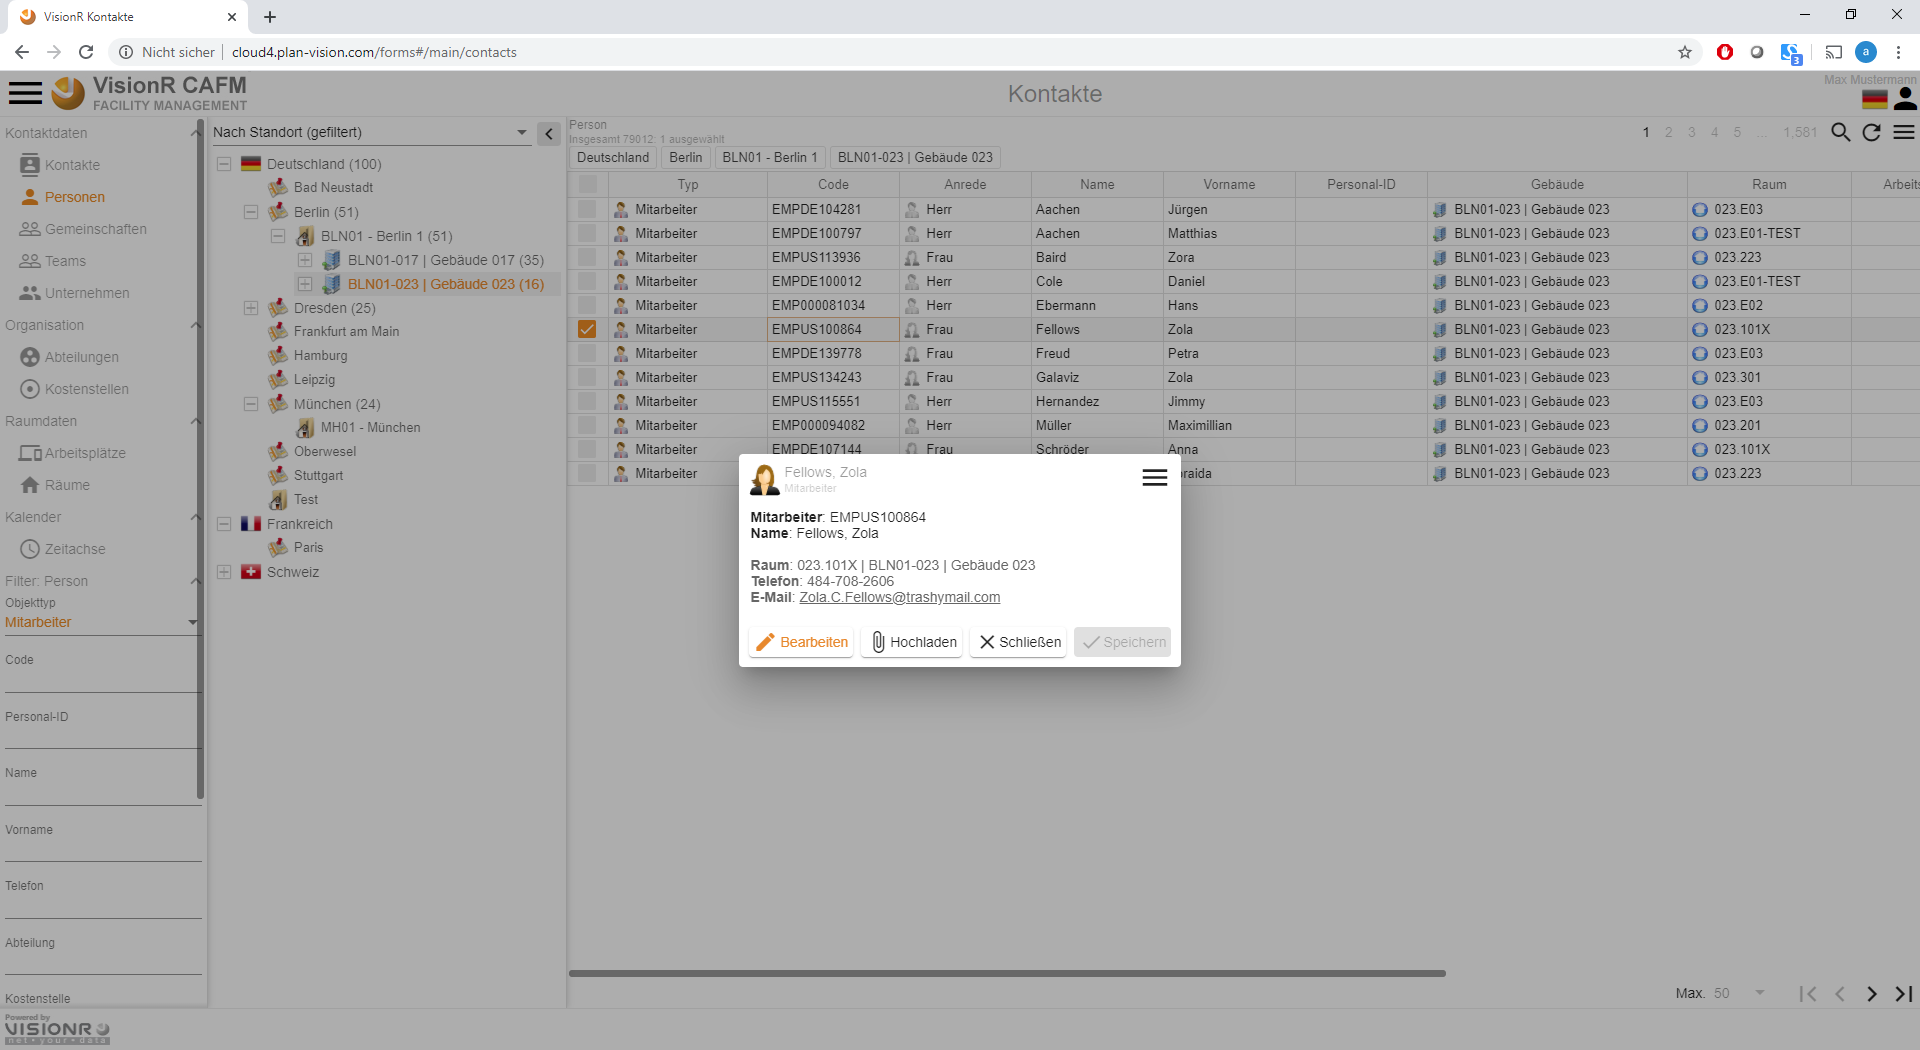 VisionR Kontakte
Nicht sicher
cloud4.plan-vision.com/forms#/main/contacts
3
a
VisionR CAFM
FACILITY MANAGEMENT
Kontakte
Max Mustermann
Kontaktdaten
Kontakte
Personen
Gemeinschaften
Teams
Unternehmen
Organisation
Abteilungen
Kostenstellen
Raumdaten
Arbeitsplätze
Räume
Kalender
Zeitachse
Filter: Person
Objekttyp
Mitarbeiter
Code
Personal-ID
Name
Vorname
Telefon
Abteilung
Kostenstelle
Nach Standort (gefiltert)
Deutschland (100)
Bad Neustadt
Berlin (51)
BLN01 - Berlin 1 (51)
BLN01-017 | Gebäude 017 (35)
BLN01-023 | Gebäude 023 (16)
Dresden (25)
Frankfurt am Main
Hamburg
Leipzig
München (24)
MH01 - München
Oberwesel
Stuttgart
Test
Frankreich
Paris
Schweiz
Person
Insgesamt 79012: 1 ausgewählt
1 2 3 4 5 ... 1,581
Deutschland Berlin BLN01 - Berlin 1 BLN01-023 | Gebäude 023
Typ Code Anrede Name Vorname Personal-ID Gebäude Raum Arbeits
Mitarbeiter EMPDE104281 Herr Aachen Jürgen BLN01-023 | Gebäude 023 023.E03
Mitarbeiter EMPDE100797 Herr Aachen Matthias BLN01-023 | Gebäude 023 023.E01-TEST
Mitarbeiter EMPUS113936 Frau Baird Zora BLN01-023 | Gebäude 023 023.223
Mitarbeiter EMPDE100012 Herr Cole Daniel BLN01-023 | Gebäude 023 023.E01-TEST
Mitarbeiter EMP000081034 Herr Ebermann Hans BLN01-023 | Gebäude 023 023.E02
Mitarbeiter EMPUS100864 Frau Fellows Zola BLN01-023 | Gebäude 023 023.101X
Mitarbeiter EMPDE139778 Frau Freud Petra BLN01-023 | Gebäude 023 023.E03
Mitarbeiter EMPUS134243 Frau Galaviz Zola BLN01-023 | Gebäude 023 023.301
Mitarbeiter EMPUS115551 Herr Hernandez Jimmy BLN01-023 | Gebäude 023 023.E03
Mitarbeiter EMP000094082 Herr Müller Maximillian BLN01-023 | Gebäude 023 023.201
Mitarbeiter EMPDE107144 Frau Schröder Anna BLN01-023 | Gebäude 023 023.101X
Mitarbeiter raida BLN01-023 | Gebäude 023 023.223
Fellows, Zola
Mitarbeiter
Mitarbeiter: EMPUS100864
Name: Fellows, Zola
Raum: 023.101X | BLN01-023 | Gebäude 023
Telefon: 484-708-2606
E-Mail: Zola.C.Fellows@trashymail.com
Bearbeiten Hochladen Schließen Speichern
Max. 50
Powered by
VISIONR
net•your•data